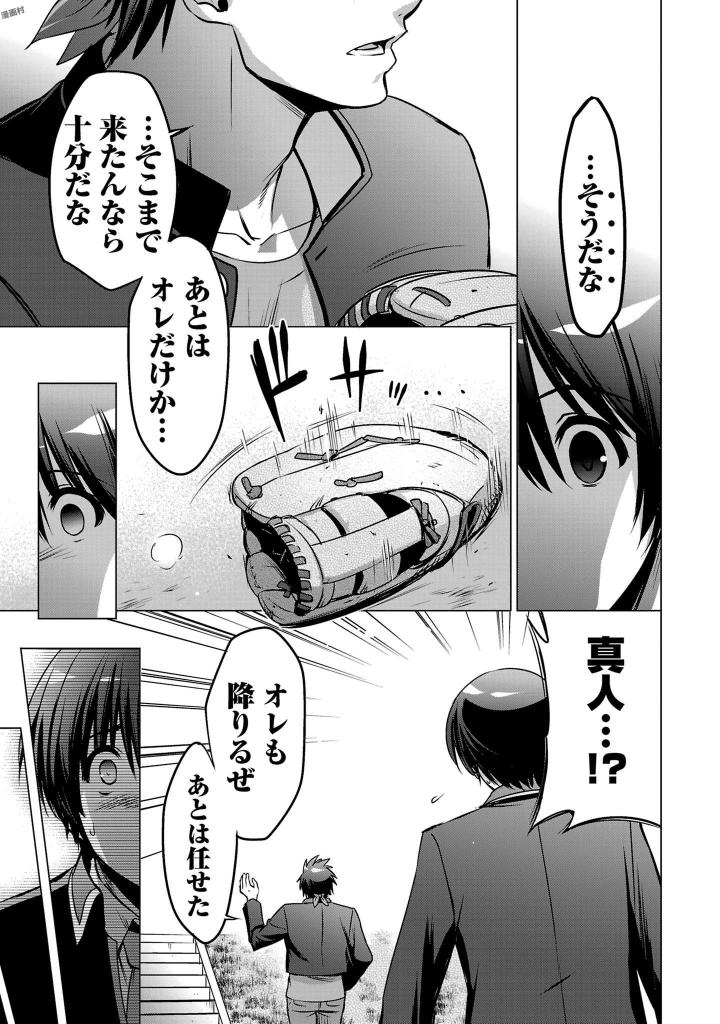 漫画村
…そうだな
…そこまで
来たんなら
十分だな
あとは
オレだけか…
ドド…
真人…!?
オレも
降りるぜ
あとは任せた